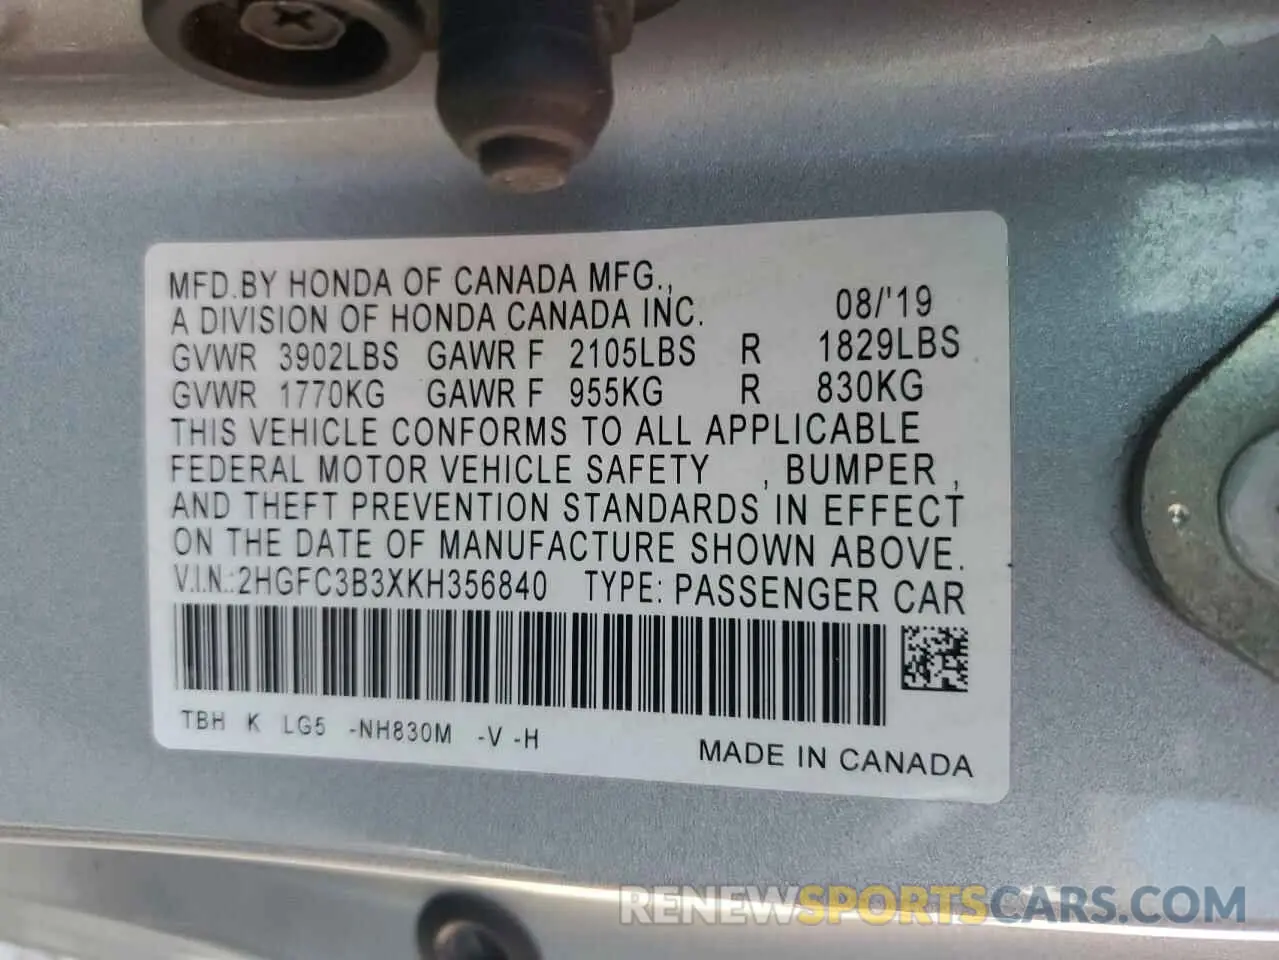 MFD.BY HONDA OF CANADA MFG.,
A DIVISION OF HONDA CANADA INC. 08/'19
GVWR 3902LBS GAWR F 2105LBS R 1829LBS
GVWR 1770KG GAWR F 955KG R 830KG
THIS VEHICLE CONFORMS TO ALL APPLICABLE
FEDERAL MOTOR VEHICLE SAFETY , BUMPER ,
AND THEFT PREVENTION STANDARDS IN EFFECT
ON THE DATE OF MANUFACTURE SHOWN ABOVE.
V.I.N.:2HGFC3B3XKH356840 TYPE: PASSENGER CAR
TBH K LG5 -NH830M -V -H
MADE IN CANADA
RENEWSPORTSCARS.COM